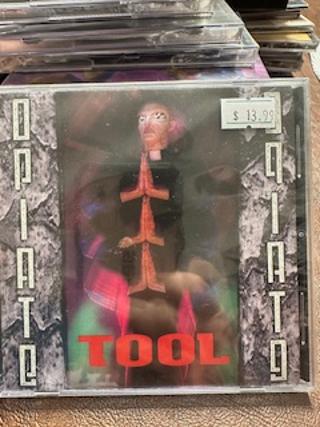 OPIATE
$ 13.99
OPIATE
TOOL